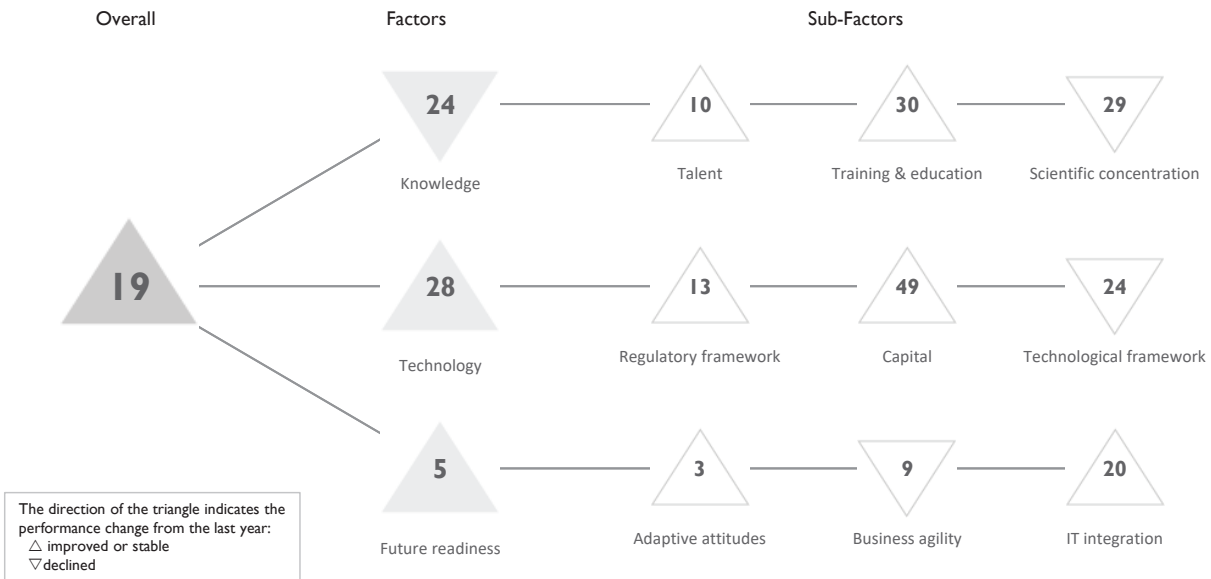 Overall
Factors
Sub-Factors
24
10
30
29
Knowledge
Talent
Training & education
Scientific concentration
19
28
13
49
24
Technology
Regulatory framework
Capital
Technological framework
5
3
9
20
Future readiness
Adaptive attitudes
Business agility
IT integration
The direction of the triangle indicates the
performance change from the last year:
△ improved or stable
▽declined